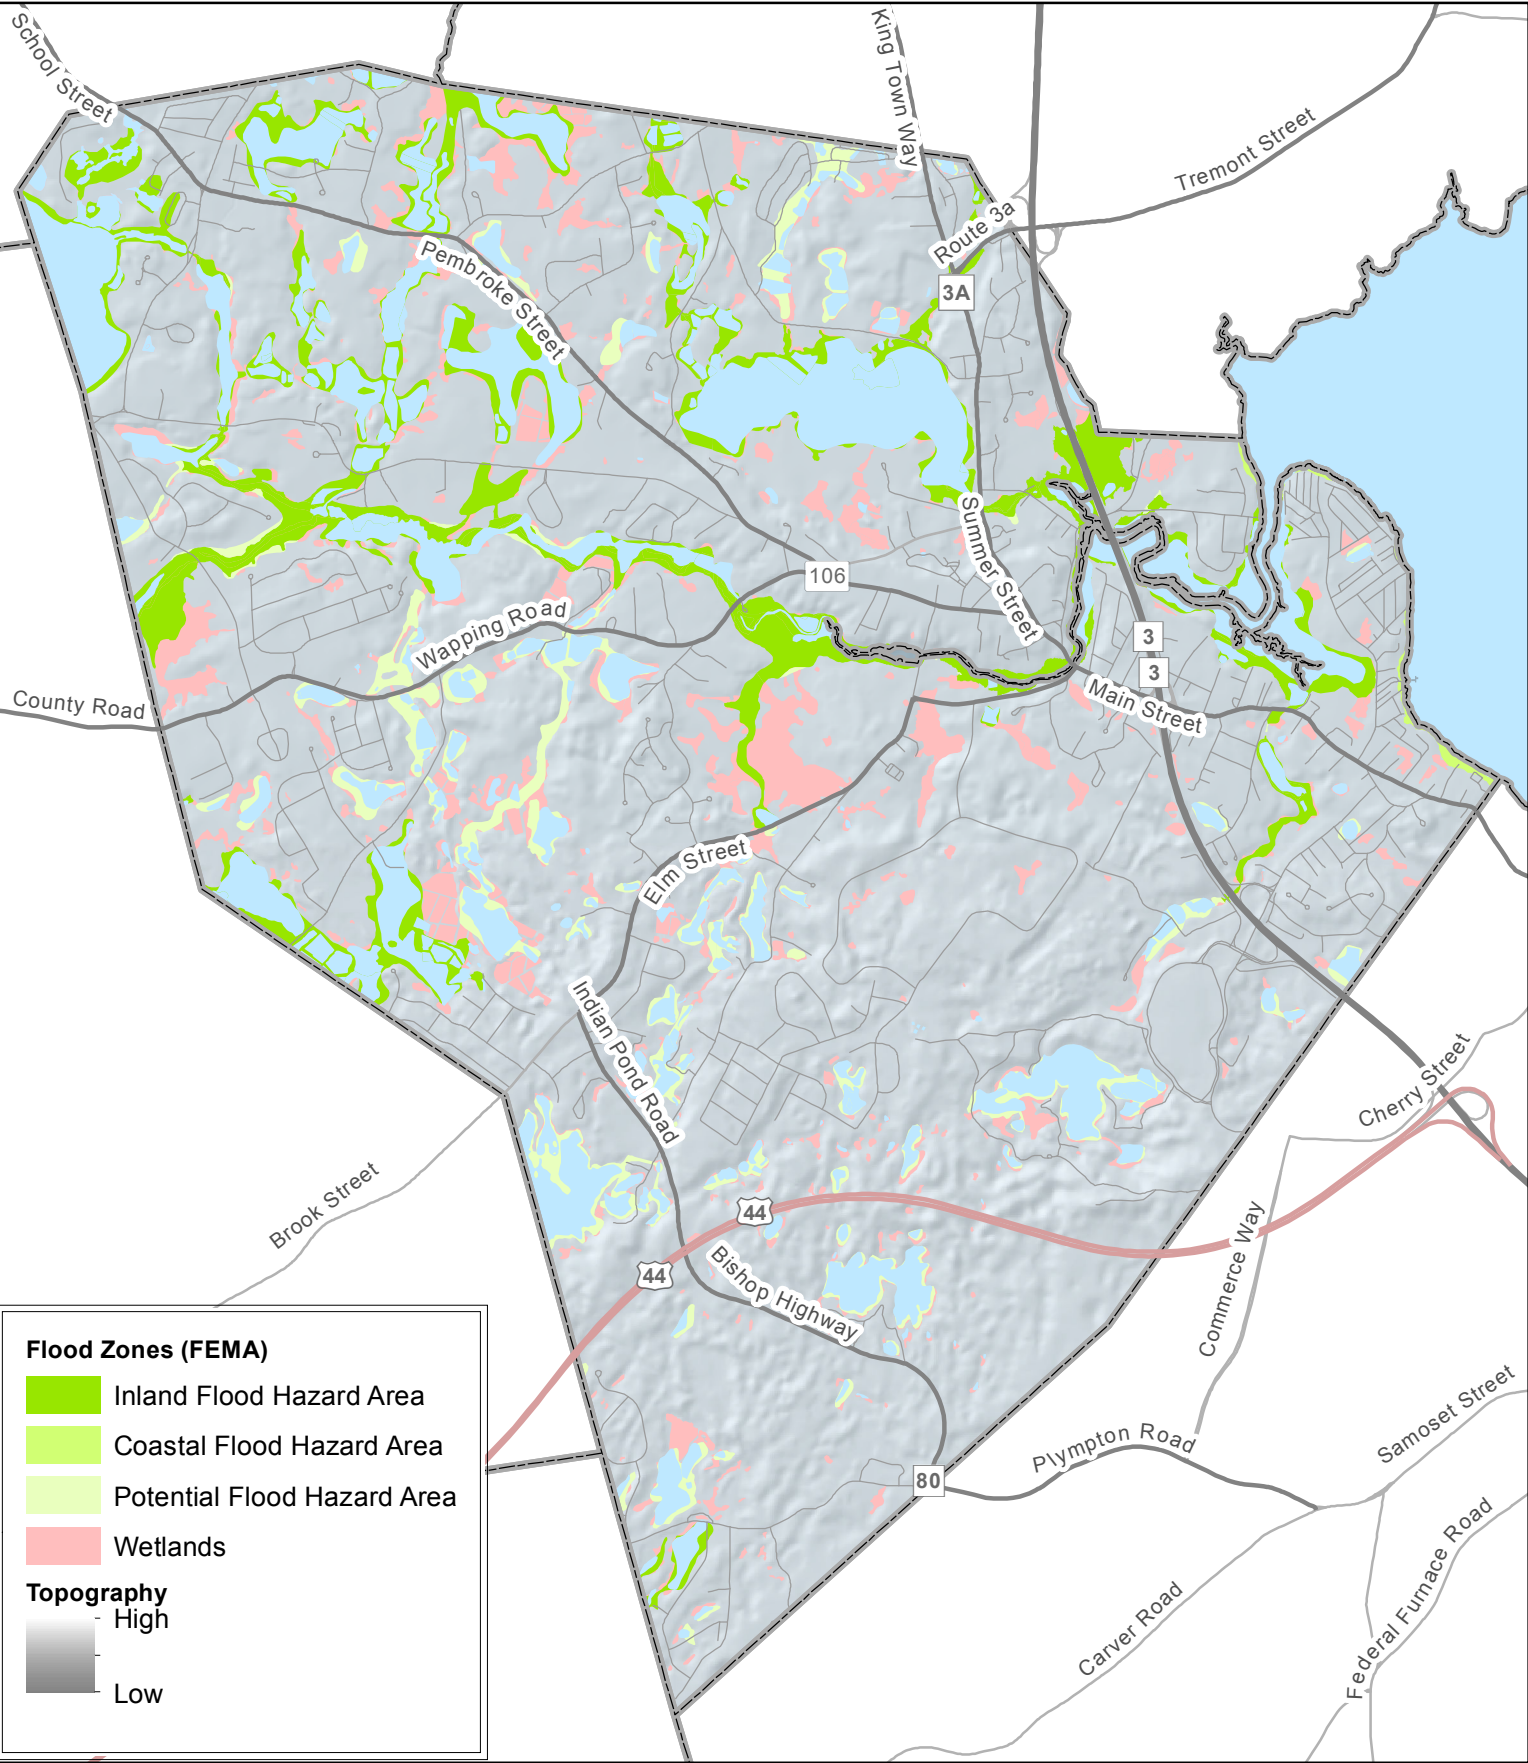 School Street
King Town Way
Tremont Street
Route 3a
3A
Pembroke Street
Summer Street
106
Wapping Road
3
3
County Road
Main Street
Elm Street
Indian Pond Road
Cherry Street
Brook Street
44
44
Commerce Way
Bishop Highway
Samoset Street
Plympton Road
80
Federal Furnace Road
Carver Road
Flood Zones (FEMA)
Inland Flood Hazard Area
Coastal Flood Hazard Area
Potential Flood Hazard Area
Wetlands
Topography
High
Low